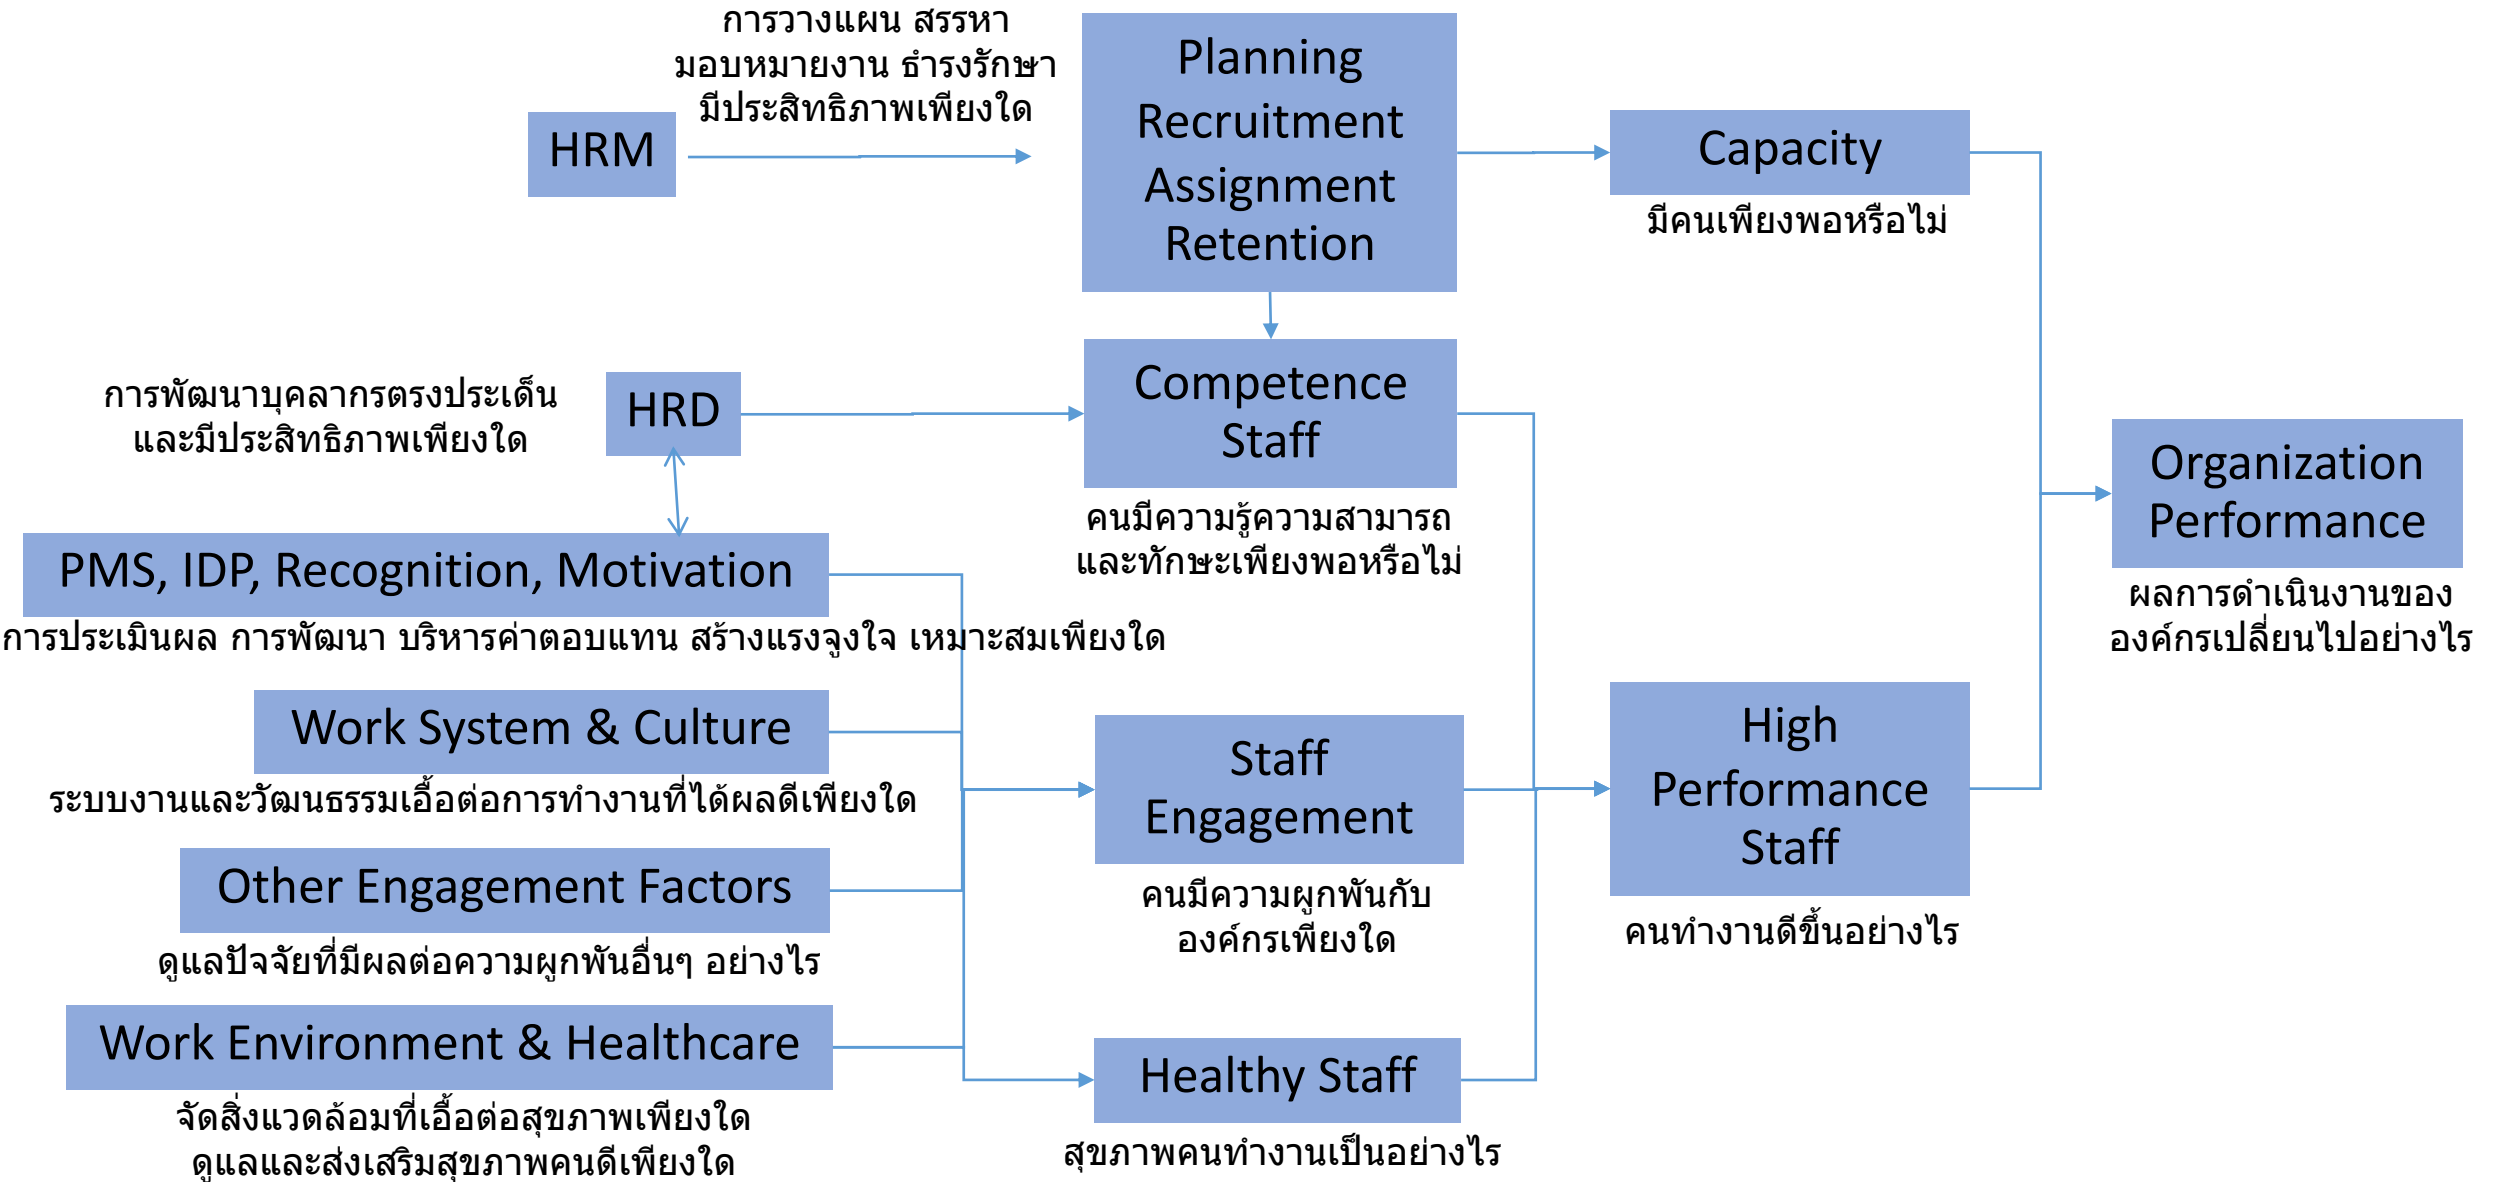 การวางแผน สรรหา
มอบหมายงาน ธำรงรักษา
มีประสิทธิภาพเพียงใด
HRM
Planning
Recruitment
Assignment
Retention
Capacity
มีคนเพียงพอหรือไม่
การพัฒนาบุคลากรตรงประเด็น
และมีประสิทธิภาพเพียงใด
HRD
Competence
Staff
คนมีความรู้ความสามารถ
และทักษะเพียงพอหรือไม่
Organization
Performance
ผลการดำเนินงานของ
องค์กรเปลี่ยนไปอย่างไร
PMS, IDP, Recognition, Motivation
การประเมินผล การพัฒนา บริหารค่าตอบแทน สร้างแรงจูงใจ เหมาะสมเพียงใด
Work System & Culture
ระบบงานและวัฒนธรรมเอื้อต่อการทำงานที่ได้ผลดีเพียงใด
Staff
Engagement
คนมีความผูกพันกับ
องค์กรเพียงใด
High
Performance
Staff
คนทำงานดีขึ้นอย่างไร
Other Engagement Factors
ดูแลปัจจัยที่มีผลต่อความผูกพันอื่นๆ อย่างไร
Work Environment & Healthcare
จัดสิ่งแวดล้อมที่เอื้อต่อสุขภาพเพียงใด
ดูแลและส่งเสริมสุขภาพคนดีเพียงใด
Healthy Staff
สุขภาพคนทำงานเป็นอย่างไร